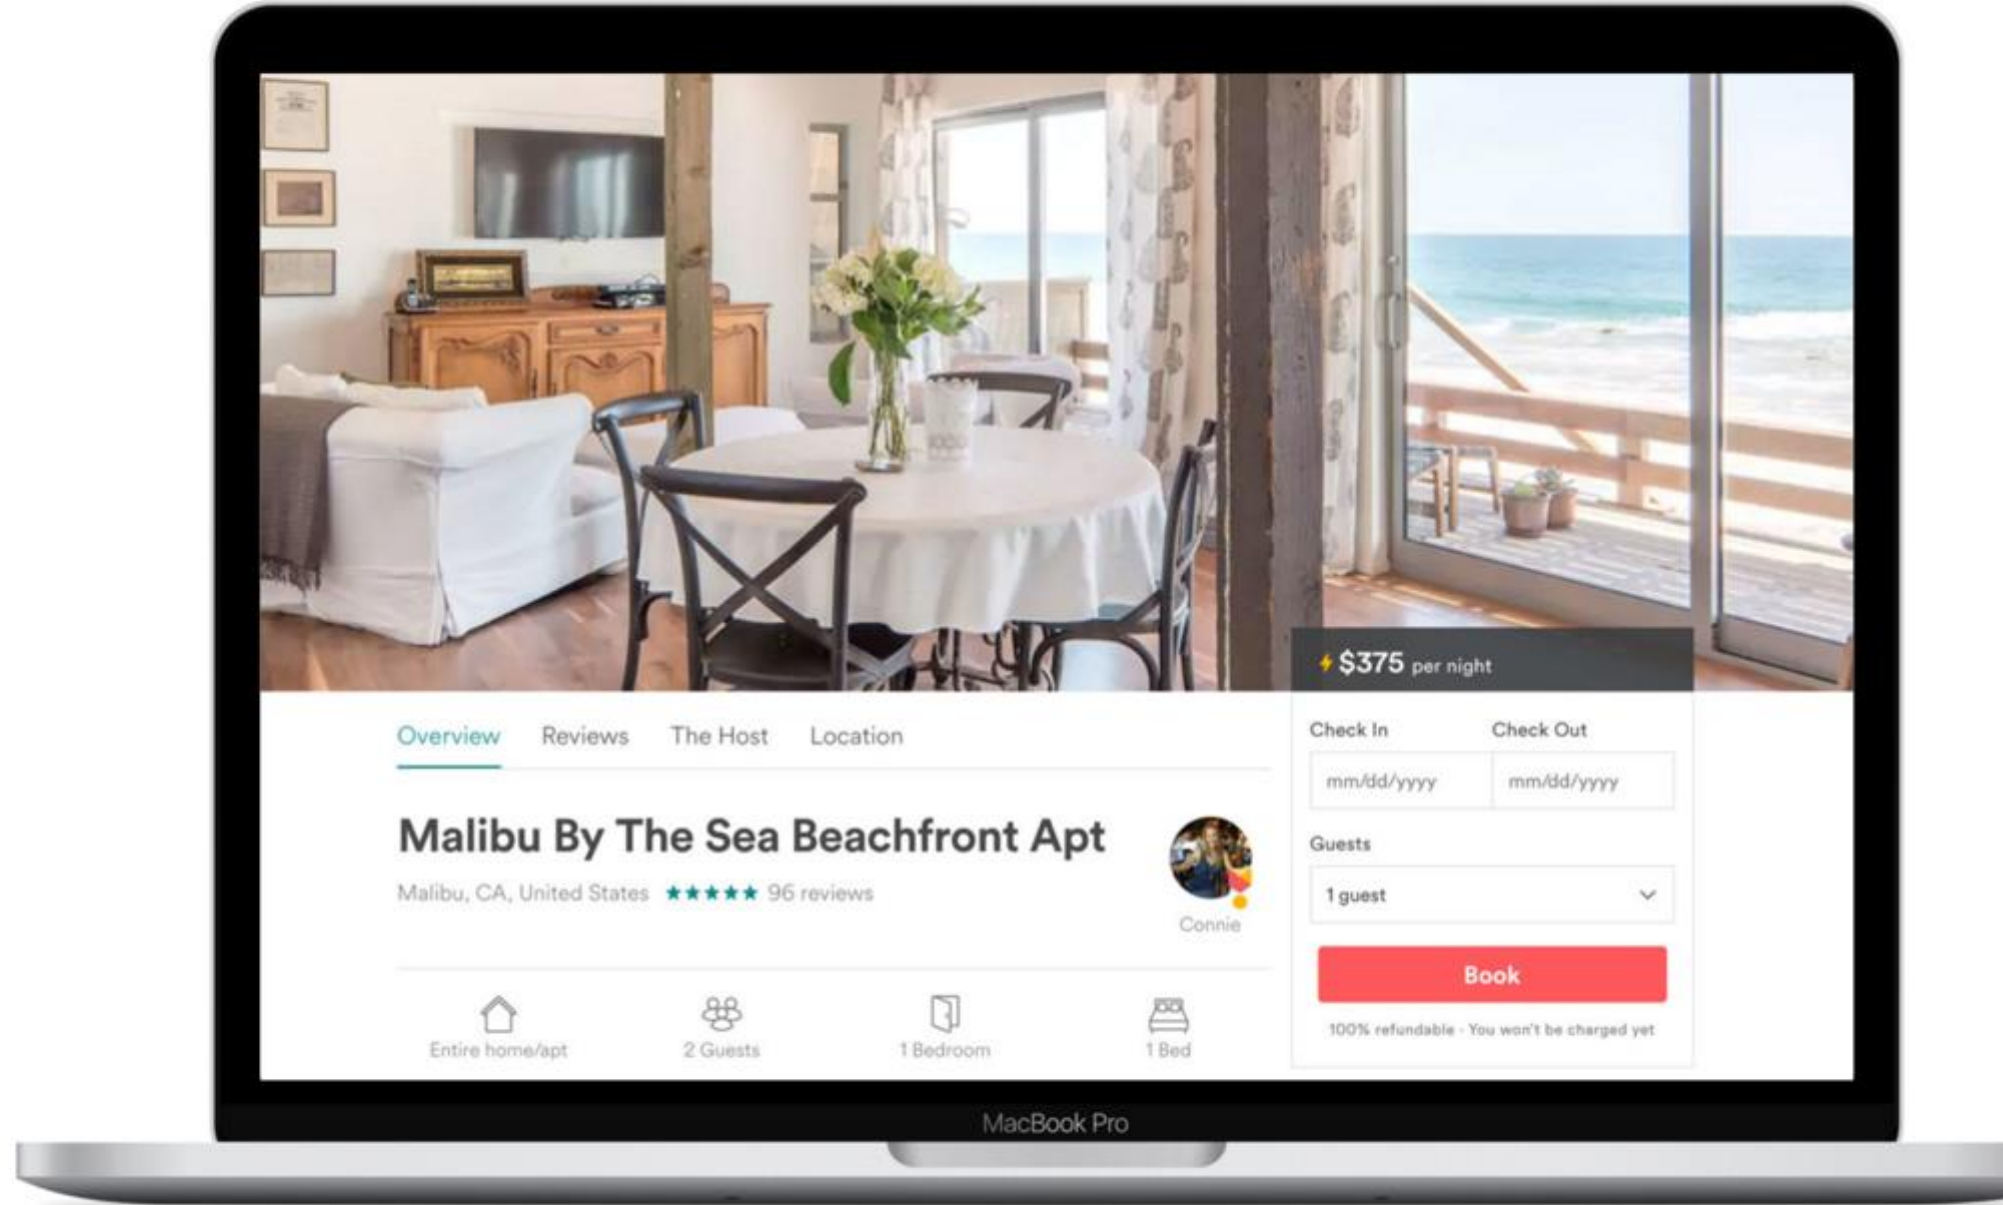 $375 per night
Overview Reviews The Host Location
Malibu By The Sea Beachfront Apt
Malibu, CA, United States ★★★★★ 96 reviews
Connie
Entire home/apt 2 Guests 1 Bedroom 1 Bed
Check In Check Out
mm/dd/yyyy mm/dd/yyyy
Guests
1 guest
Book
100% refundable - You won't be charged yet
MacBook Pro